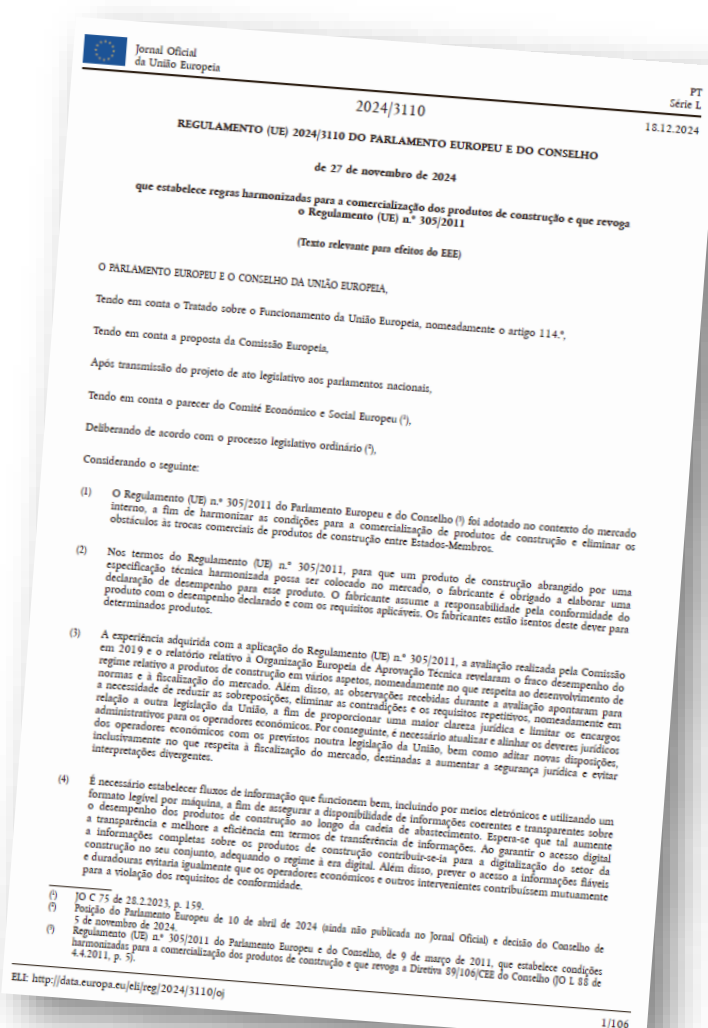 Jornal Oficial
da União Europeia
PT
Série L
2024/3110
18.12.2024
REGULAMENTO (UE) 2024/3110 DO PARLAMENTO EUROPEU E DO CONSELHO
de 27 de novembro de 2024
que estabelece regras harmonizadas para a comercialização dos produtos de construção e que revoga
o Regulamento (UE) n.º 305/2011
(Texto relevante para efeitos do EEE)
O PARLAMENTO EUROPEU E O CONSELHO DA UNIÃO EUROPEIA,
Tendo em conta o Tratado sobre o Funcionamento da União Europeia, nomeadamente o artigo 114.º,
Tendo em conta a proposta da Comissão Europeia,
Após transmissão do projeto de ato legislativo aos parlamentos nacionais,
Tendo em conta o parecer do Comité Económico e Social Europeu (¹),
Deliberando de acordo com o processo legislativo ordinário (²),
Considerando o seguinte:
(1) O Regulamento (UE) n.º 305/2011 do Parlamento Europeu e do Conselho (³) foi adotado no contexto do mercado
interno, a fim de harmonizar as condições para a comercialização de produtos de construção e eliminar os
obstáculos às trocas comerciais de produtos de construção entre Estados-Membros.
(2) Nos termos do Regulamento (UE) n.º 305/2011, para que um produto de construção abrangido por uma
especificação técnica harmonizada possa ser colocado no mercado, o fabricante é obrigado a elaborar uma
declaração de desempenho para esse produto. O fabricante assume a responsabilidade pela conformidade do
produto com o desempenho declarado e com os requisitos aplicáveis. Os fabricantes estão isentos deste dever para
determinados produtos.
(3) A experiência adquirida com a aplicação do Regulamento (UE) n.º 305/2011, a avaliação realizada pela Comissão
em 2019 e o relatório relativo à Organização Europeia de Aprovação Técnica revelaram o fraco desempenho do
regime relativo a produtos de construção em vários aspetos, nomeadamente no que respeita ao desenvolvimento de
normas e à fiscalização do mercado. Além disso, as observações recebidas durante a avaliação apontaram para
a necessidade de reduzir as sobreposições, eliminar as contradições e os requisitos repetitivos, nomeadamente em
relação a outra legislação da União, a fim de proporcionar uma maior clareza jurídica e limitar os encargos
administrativos para os operadores económicos. Por conseguinte, é necessário atualizar e alinhar os deveres jurídicos
dos operadores económicos com os previstos noutra legislação da União, bem como aditar novas disposições,
inclusivamente no que respeita à fiscalização do mercado, destinadas a aumentar a segurança jurídica e evitar
interpretações divergentes.
(4) É necessário estabelecer fluxos de informação que funcionem bem, incluindo por meios eletrónicos e utilizando um
formato legível por máquina, a fim de assegurar a disponibilidade de informações coerentes e transparentes sobre
o desempenho dos produtos de construção ao longo da cadeia de abastecimento. Espera-se que tal aumente
a transparência e melhore a eficiência em termos de transferência de informações. Ao garantir o acesso digital
a informações completas sobre os produtos de construção contribuir-se-ia para a digitalização do setor da
construção no seu conjunto, adequando o regime à era digital. Além disso, prever o acesso a informações fiáveis
e duradouras evitaria igualmente que os operadores económicos e outros intervenientes contribuíssem mutuamente
para a violação dos requisitos de conformidade.
(¹) JO C 75 de 28.2.2023, p. 159.
(²) Posição do Parlamento Europeu de 10 de abril de 2024 (ainda não publicada no Jornal Oficial) e decisão do Conselho de
5 de novembro de 2024.
(³) Regulamento (UE) n.º 305/2011 do Parlamento Europeu e do Conselho, de 9 de março de 2011, que estabelece condições
harmonizadas para a comercialização dos produtos de construção e que revoga a Diretiva 89/106/CEE do Conselho (JO L 88 de
4.4.2011, p. 5).
ELI: http://data.europa.eu/eli/reg/2024/3110/oj
1/106